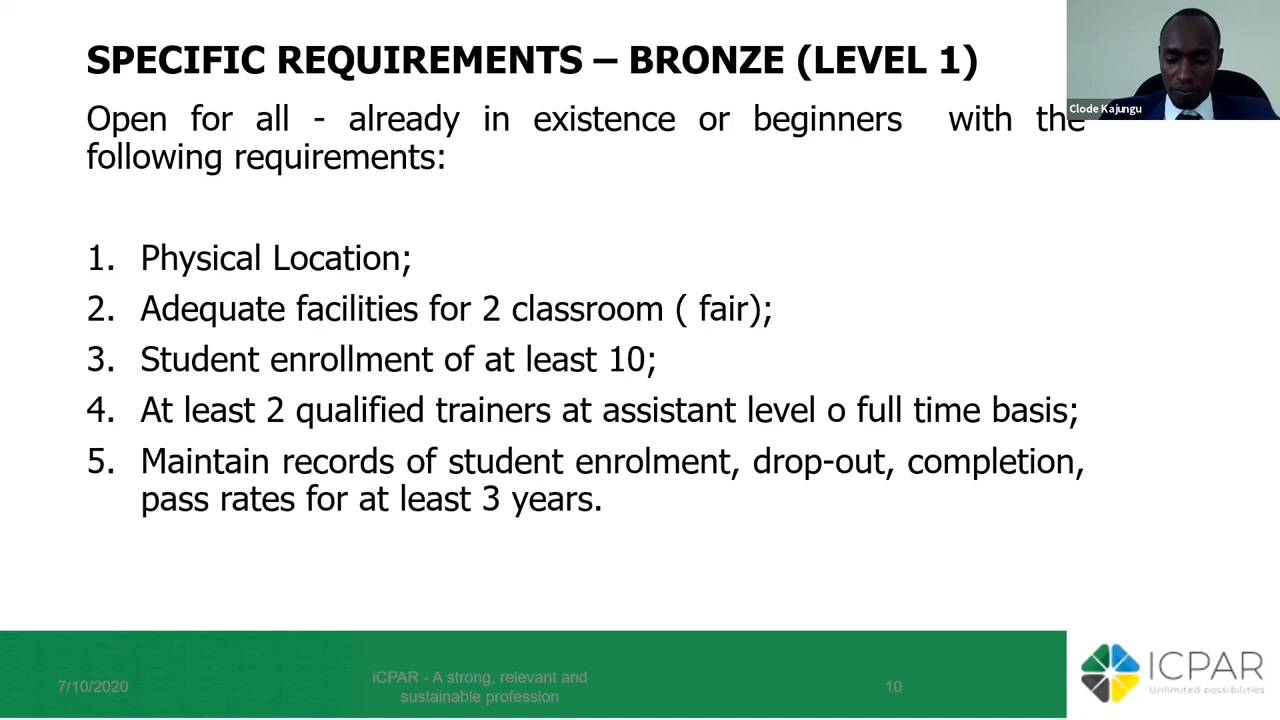 SPECIFIC REQUIREMENTS – BRONZE (LEVEL 1)
Clode Kajungu
Open for all - already in existence or beginners with the
following requirements:
1. Physical Location;
2. Adequate facilities for 2 classroom ( fair);
3. Student enrollment of at least 10;
4. At least 2 qualified trainers at assistant level o full time basis;
5. Maintain records of student enrolment, drop-out, completion,
pass rates for at least 3 years.
7/10/2020
iCPAR - A strong, relevant and
sustainable profession
10
ICPAR
Unlimited possibilities